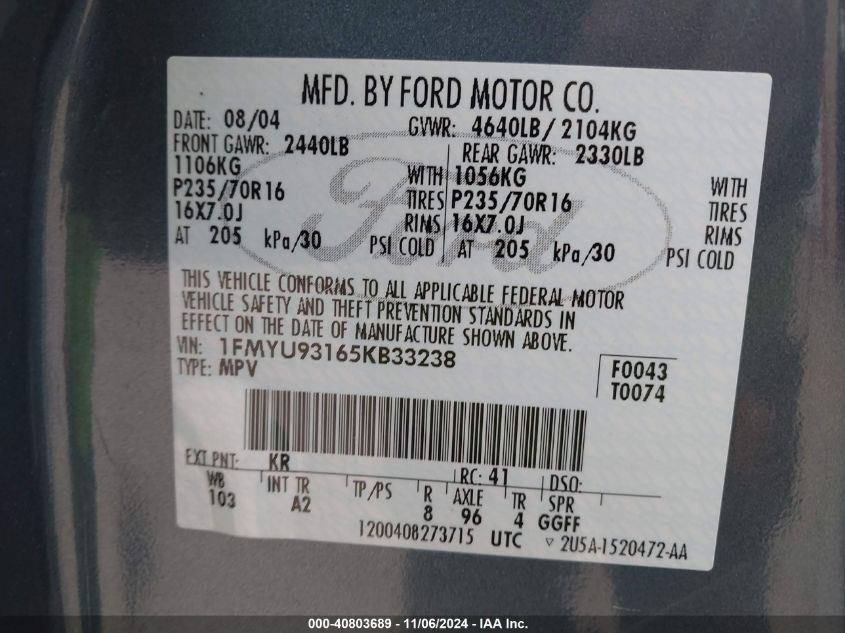 MFD. BY FORD MOTOR CO.
DATE: 08/04 GVWR: 4640LB/ 2104KG
FRONT GAWR: 2440LB REAR GAWR: 2330LB
1106KG WITH 1056KG WITH
P235/70R16 TIRES P235/70R16 TIRES
16X7.0J RIMS 16X7.0J RIMS
AT 205 kPa/30 PSI COLD AT 205 kPa/30 PSI COLD
Ford
THIS VEHICLE CONFORMS TO ALL APPLICABLE FEDERAL MOTOR
VEHICLE SAFETY AND THEFT PREVENTION STANDARDS IN
EFFECT ON THE DATE OF MANUFACTURE SHOWN ABOVE.
VIN: 1FMYU93165KB33238
TYPE: MPV
F0043
T0074
EXT PNT: KR RC: 41 DSO:
WB INT TR TP/PS R AXLE TR SPR
103 A2 8 96 4 GGFF
1200408273715 UTC ▿ 2U5A-1520472-AA
000-40803689 - 11/06/2024 - IAA Inc.